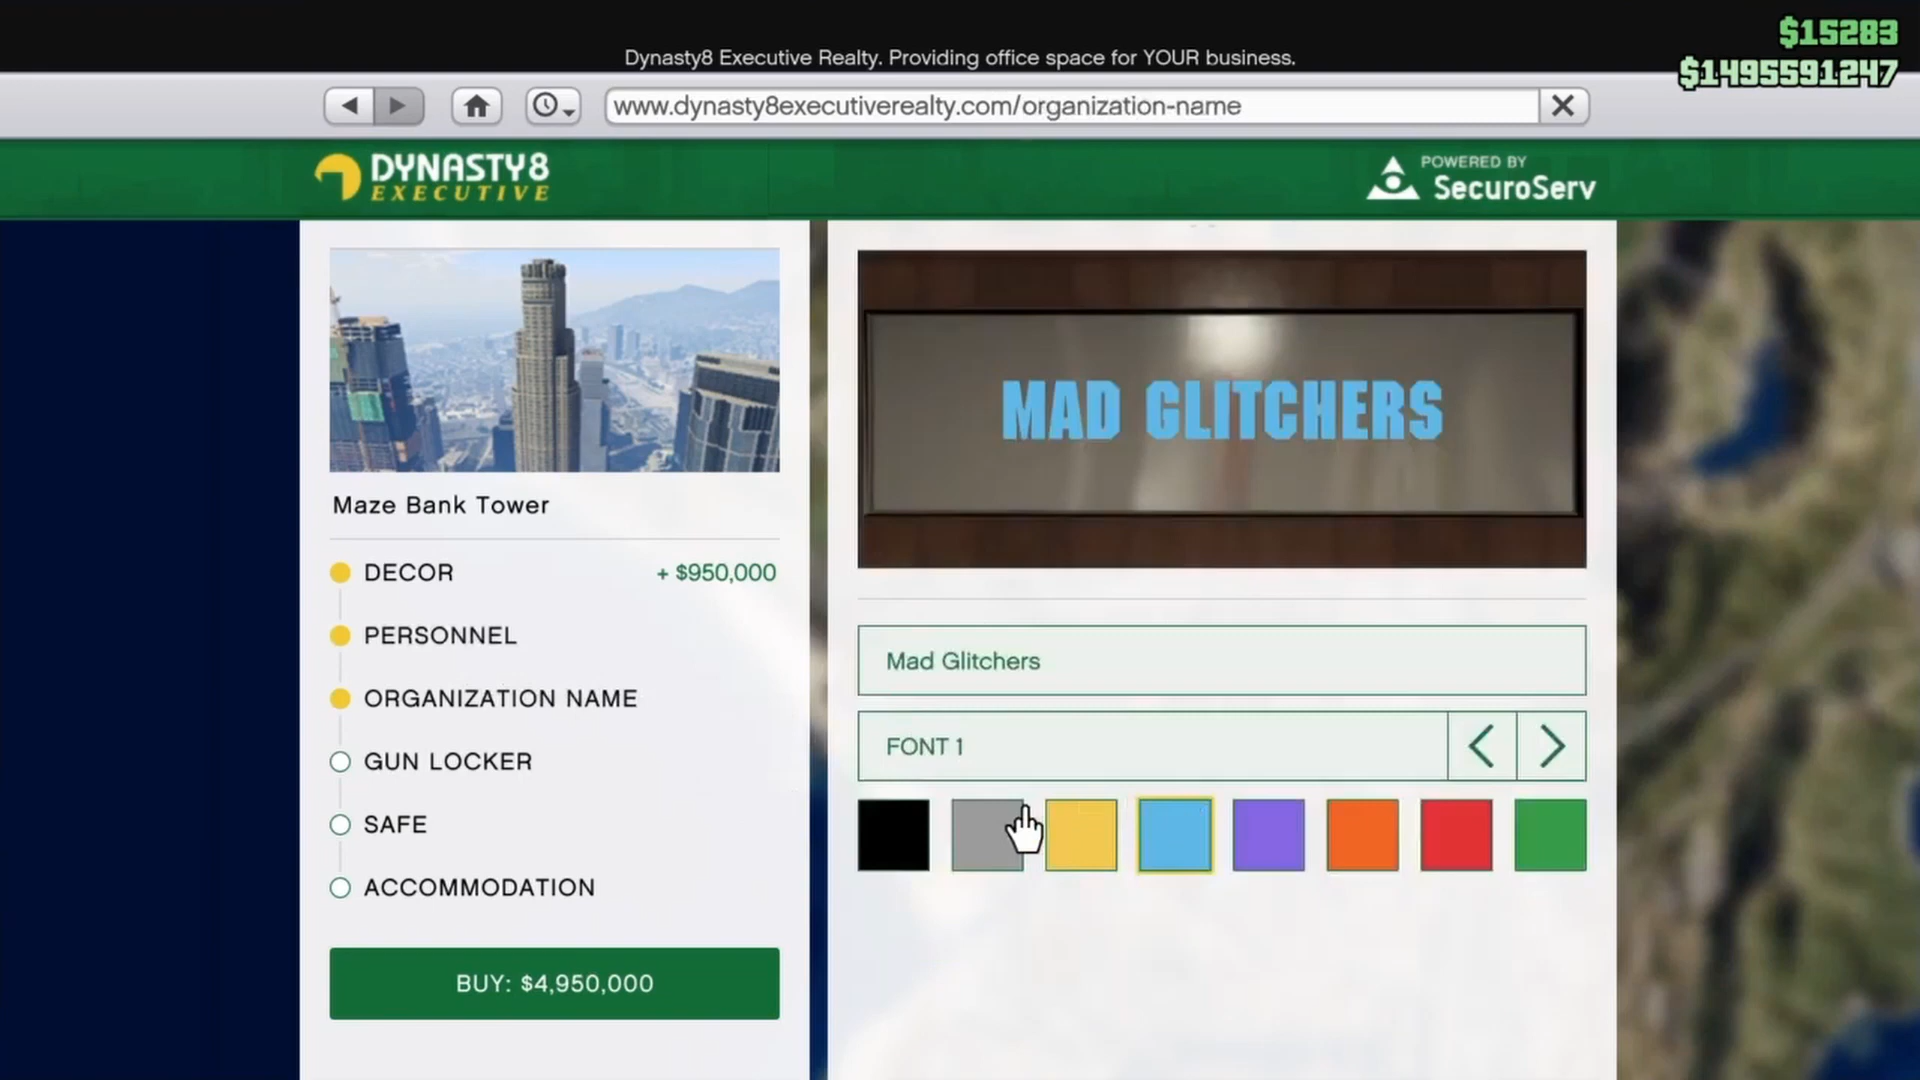 $15283
$1495591247
Dynasty8 Executive Realty. Providing office space for YOUR business.
www.dynasty8executiverealty.com/organization-name
DYNASTY8
EXECUTIVE
POWERED BY
SecuroServ
Maze Bank Tower
DECOR + $950,000
PERSONNEL
ORGANIZATION NAME
GUN LOCKER
SAFE
ACCOMMODATION
BUY: $4,950,000
MAD GLITCHERS
Mad Glitchers
FONT 1